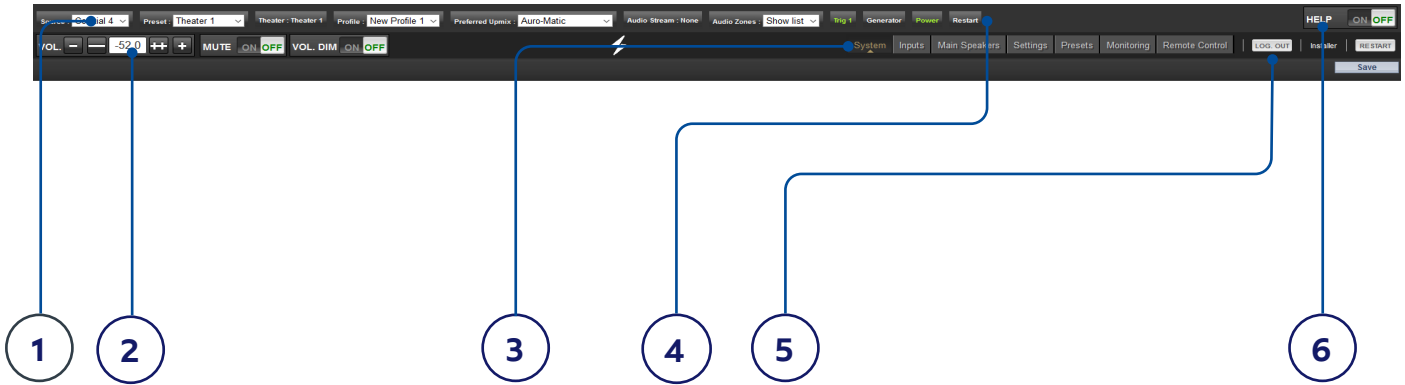 Source : Coaxial 4 Preset : Theater 1 Theater : Theater 1 Profile : New Profile 1 Preferred Upmix : Auro-Matic Audio Stream : None Audio Zones : Show list Trig 1 Generator Power Restart HELP ON OFF
VOL. -52.0 MUTE ON OFF VOL. DIM ON OFF System Inputs Main Speakers Settings Presets Monitoring Remote Control LOG. OUT Installer RESTART
Save
1 2 3 4 5 6